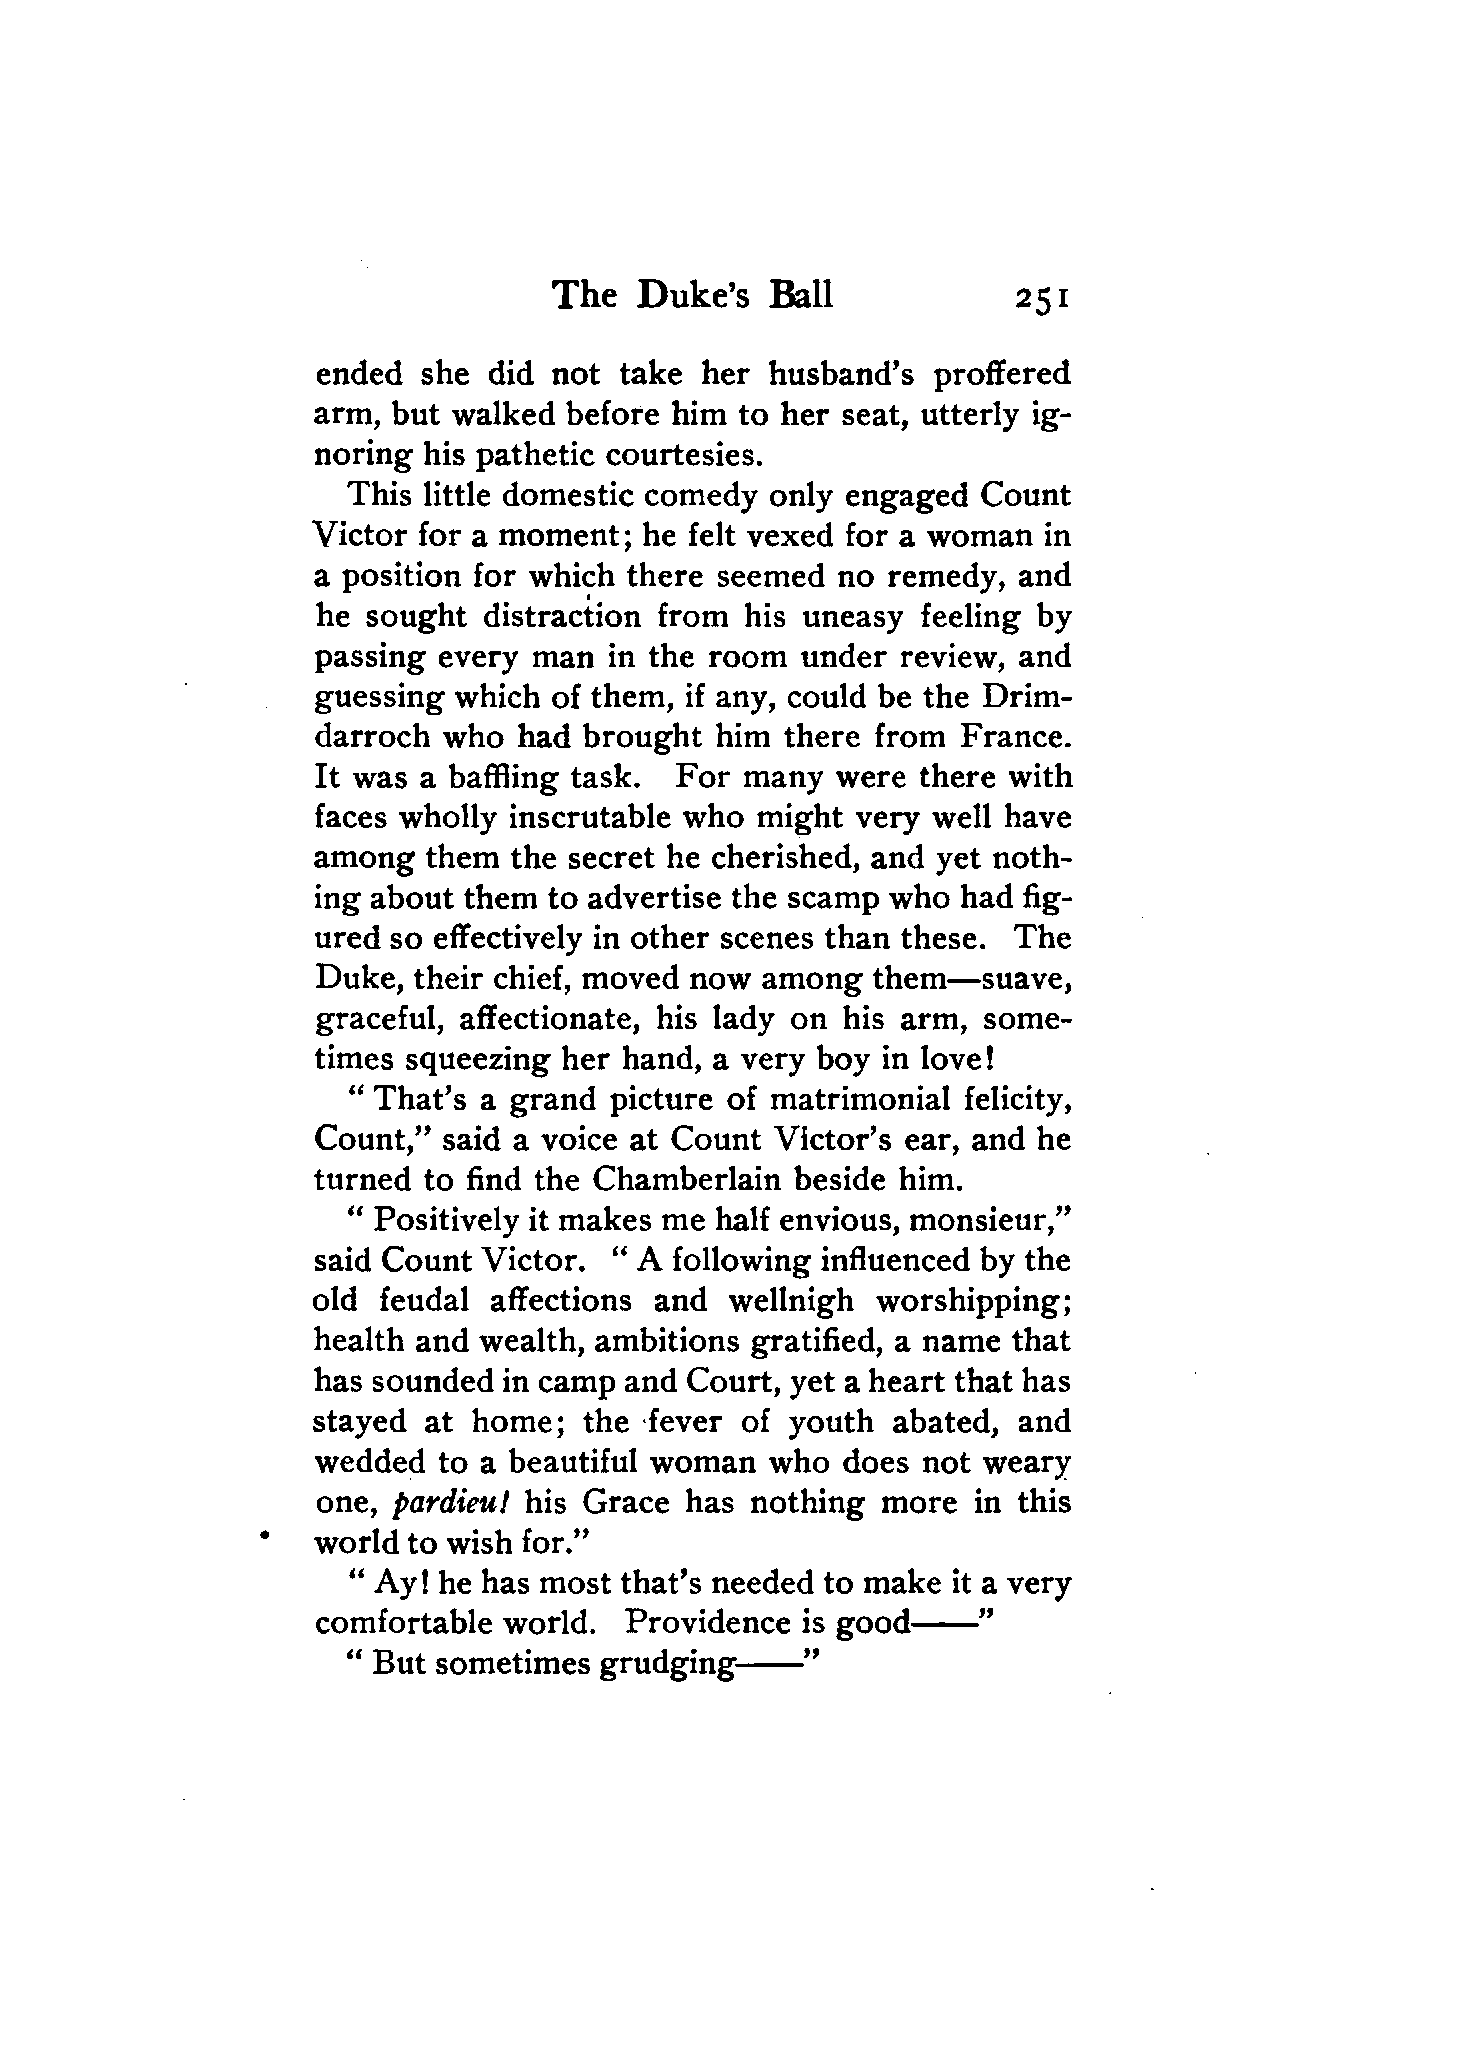 The Duke's Ball 251
ended she did not take her husband's proffered
arm, but walked before him to her seat, utterly ig-
noring his pathetic courtesies.
This little domestic comedy only engaged Count
Victor for a moment; he felt vexed for a woman in
a position for which there seemed no remedy, and
he sought distraction from his uneasy feeling by
passing every man in the room under review, and
guessing which of them, if any, could be the Drim-
darroch who had brought him there from France.
It was a baffling task. For many were there with
faces wholly inscrutable who might very well have
among them the secret he cherished, and yet noth-
ing about them to advertise the scamp who had fig-
ured so effectively in other scenes than these. The
Duke, their chief, moved now among them—suave,
graceful, affectionate, his lady on his arm, some-
times squeezing her hand, a very boy in love!
"That's a grand picture of matrimonial felicity,
Count," said a voice at Count Victor's ear, and he
turned to find the Chamberlain beside him.
"Positively it makes me half envious, monsieur,"
said Count Victor. "A following influenced by the
old feudal affections and wellnigh worshipping;
health and wealth, ambitions gratified, a name that
has sounded in camp and Court, yet a heart that has
stayed at home; the fever of youth abated, and
wedded to a beautiful woman who does not weary
one, pardieu! his Grace has nothing more in this
world to wish for."
"Ay! he has most that's needed to make it a very
comfortable world. Providence is good——"
"But sometimes grudging——"